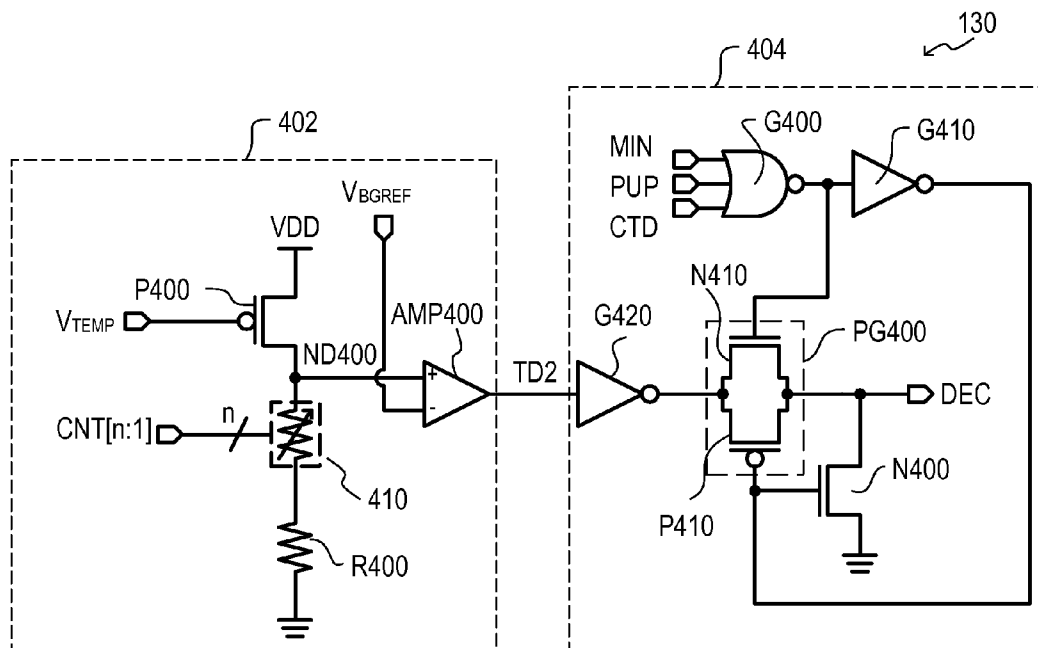 130
404
402
G400
G410
MIN
PUP
CTD
VBGREF
VDD
P400
VTEMP
AMP400
ND400
N410
G420
PG400
+
-
TD2
DEC
CNT[n:1]
n
410
N400
P410
R400